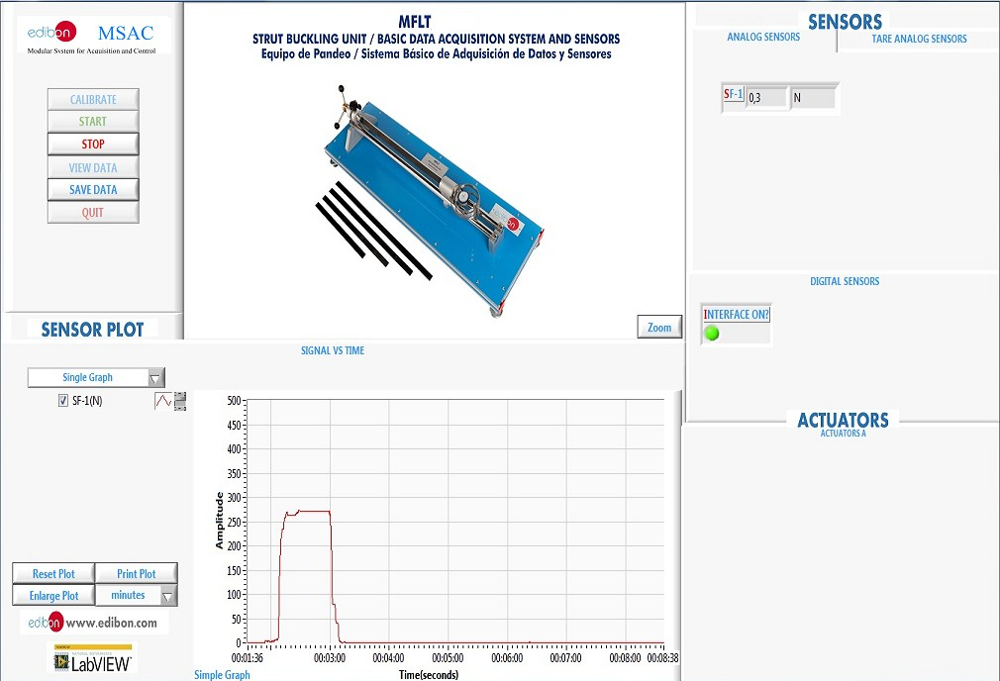 edibon MSAC
Modular System for Acquisition and Control
CALIBRATE
START
STOP
VIEW DATA
SAVE DATA
QUIT
MFLT
STRUT BUCKLING UNIT / BASIC DATA ACQUISITION SYSTEM AND SENSORS
Equipo de Pandeo / Sistema Básico de Adquisición de Datos y Sensores
Zoom
SENSORS
ANALOG SENSORS
TARE ANALOG SENSORS
SF-1 0,3 N
DIGITAL SENSORS
INTERFACE ON?
ACTUATORS
ACTUATORS A
SENSOR PLOT
Single Graph
SF-1(N)
Reset Plot
Print Plot
Enlarge Plot
minutes
edibon www.edibon.com
LabVIEW
SIGNAL VS TIME
Amplitude
500
450
400
350
300
250
200
150
100
50
0
00:01:36 00:03:00 00:04:00 00:05:00 00:06:00 00:07:00 00:08:00 00:08:38
Simple Graph
Time(seconds)